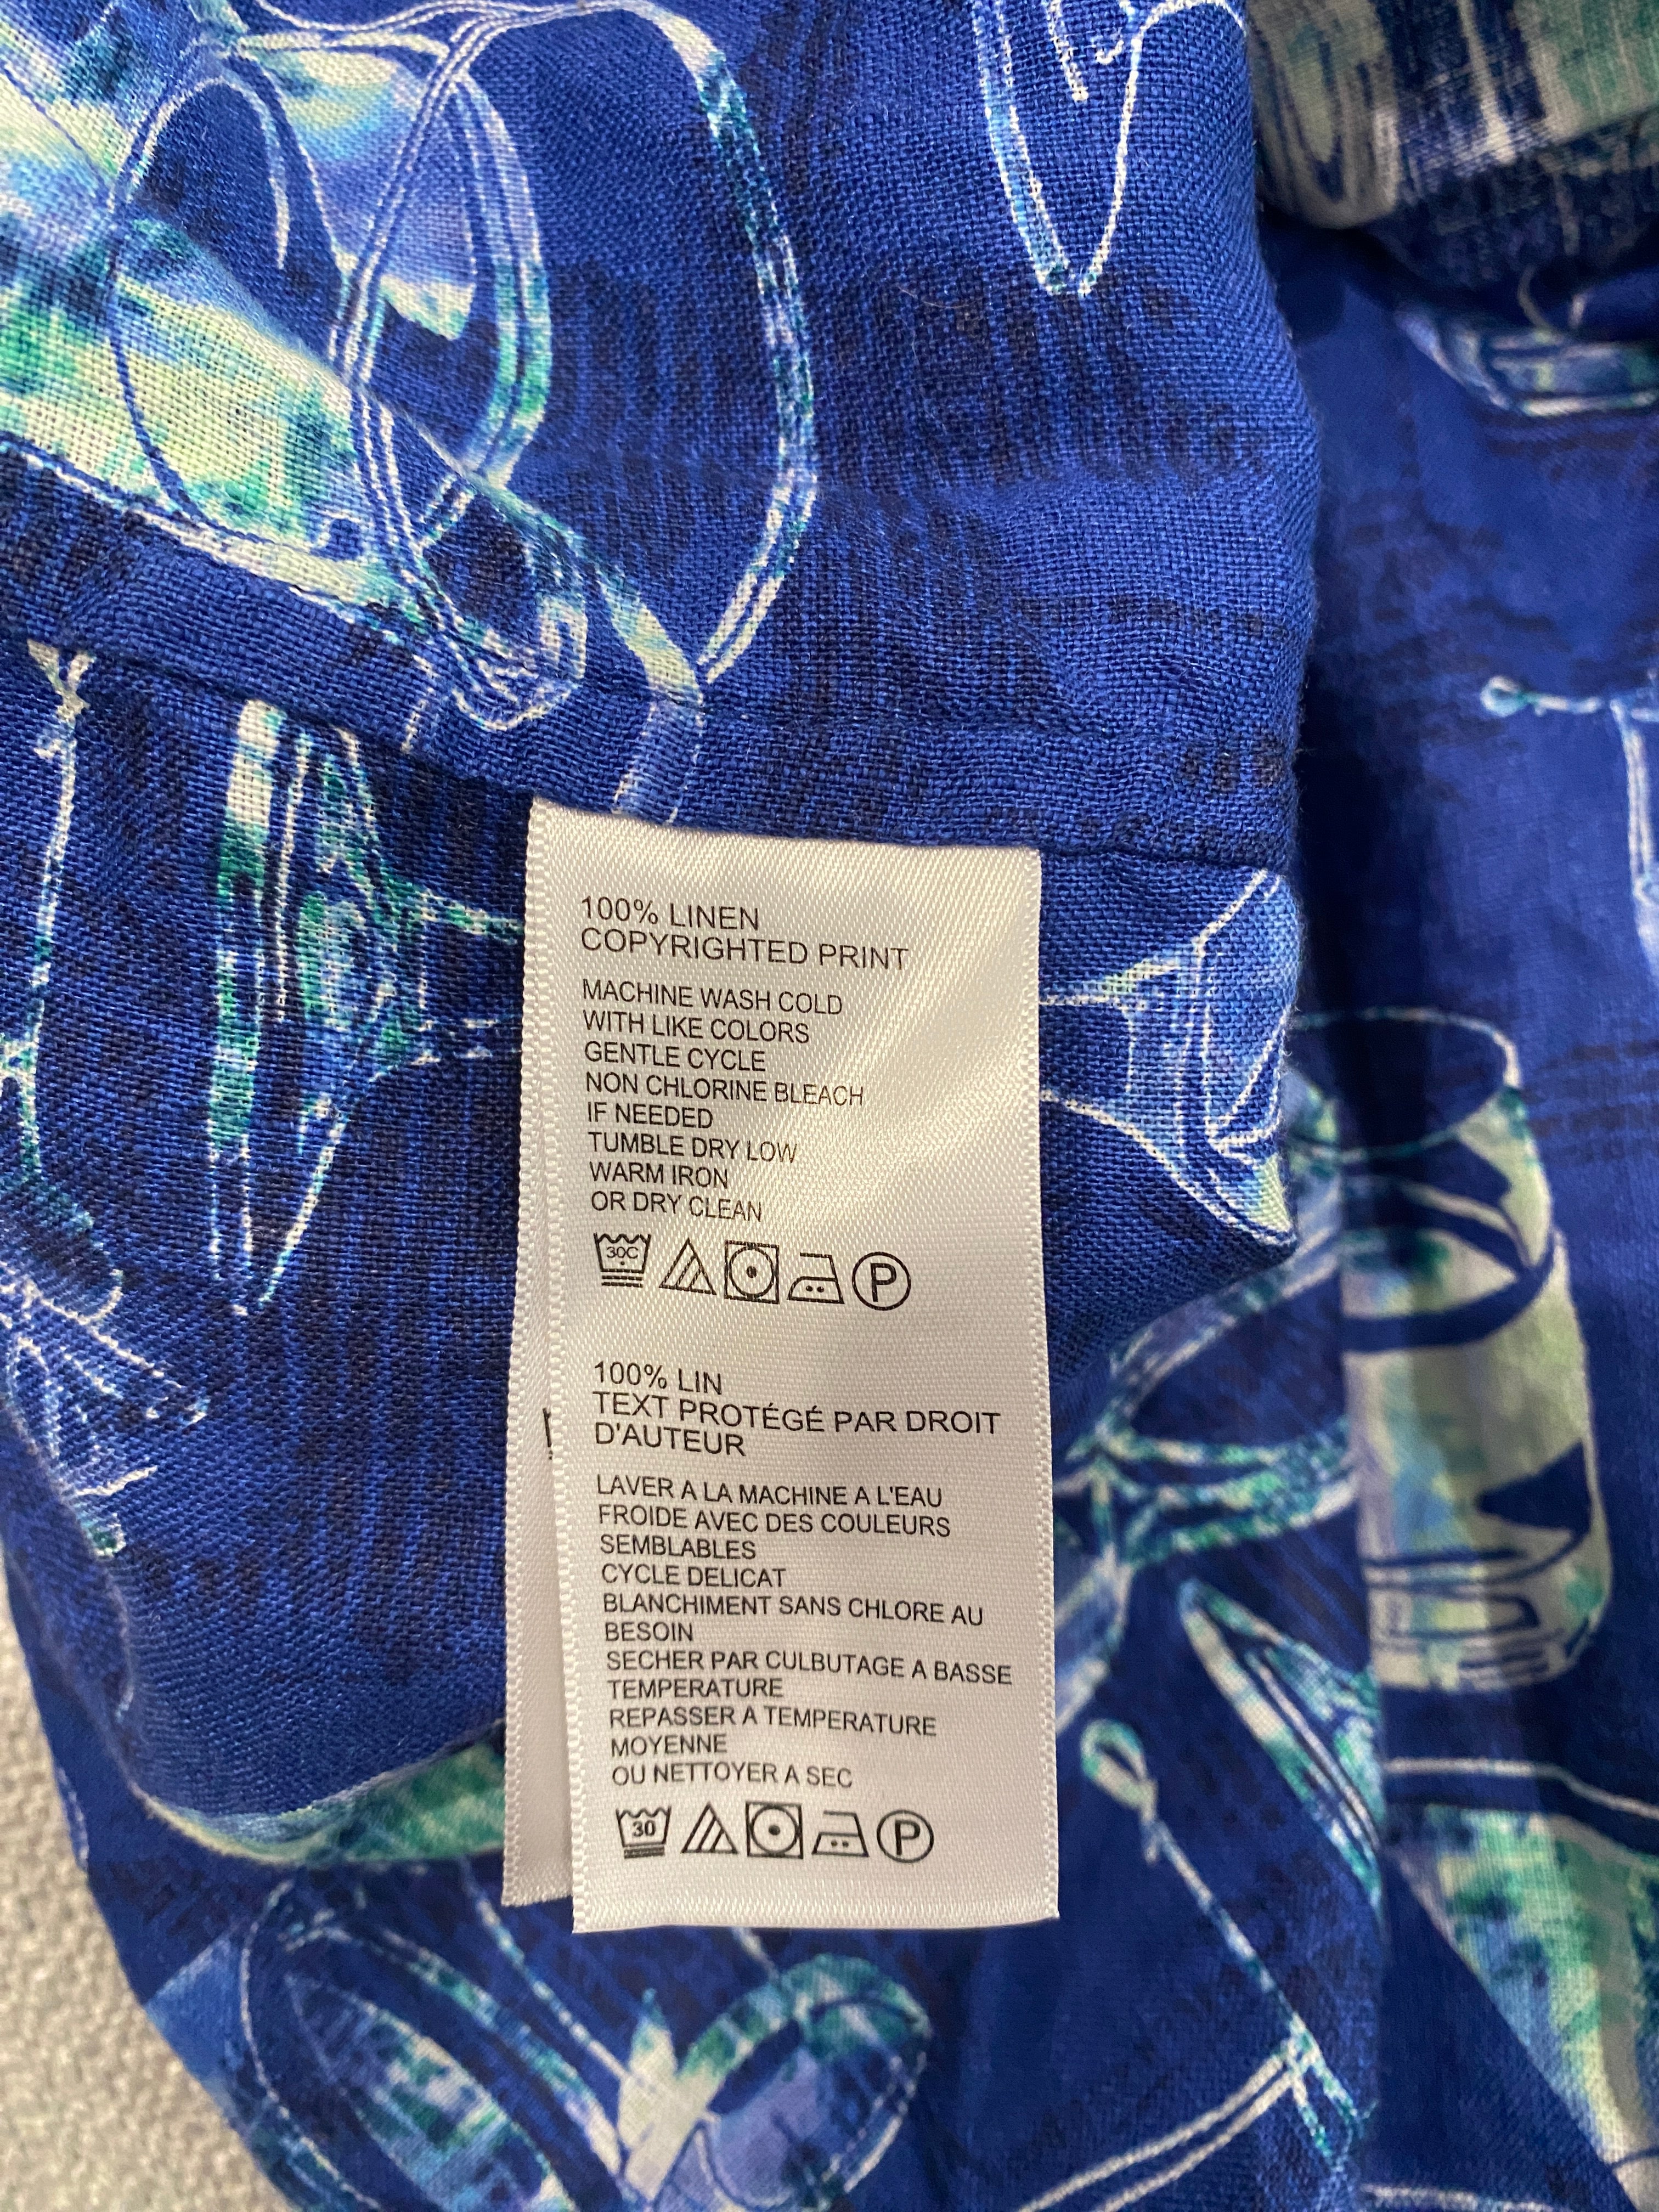 100% LINEN
COPYRIGHTED PRINT
MACHINE WASH COLD
WITH LIKE COLORS
GENTLE CYCLE
NON CHLORINE BLEACH
IF NEEDED
TUMBLE DRY LOW
WARM IRON
OR DRY CLEAN
30C P
100% LIN
TEXT PROTÉGÉ PAR DROIT
D'AUTEUR
LAVER A LA MACHINE A L'EAU
FROIDE AVEC DES COULEURS
SEMBLABLES
CYCLE DELICAT
BLANCHIMENT SANS CHLORE AU
BESOIN
SECHER PAR CULBUTAGE A BASSE
TEMPERATURE
REPASSER A TEMPERATURE
MOYENNE
OU NETTOYER A SEC
30 P